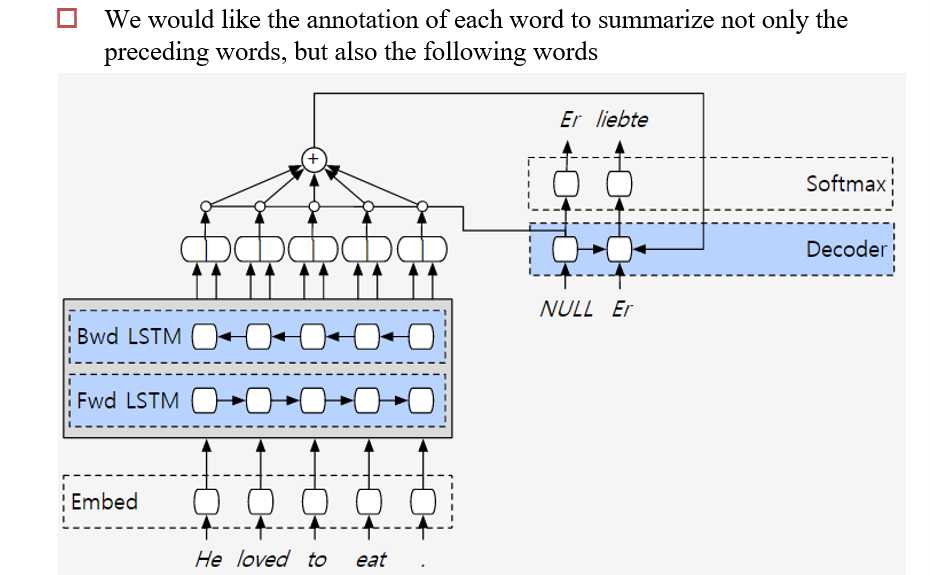 We would like the annotation of each word to summarize not only the
preceding words, but also the following words
Er liebte
+
Softmax
Decoder
NULL Er
Bwd LSTM
Fwd LSTM
Embed
He loved to eat .